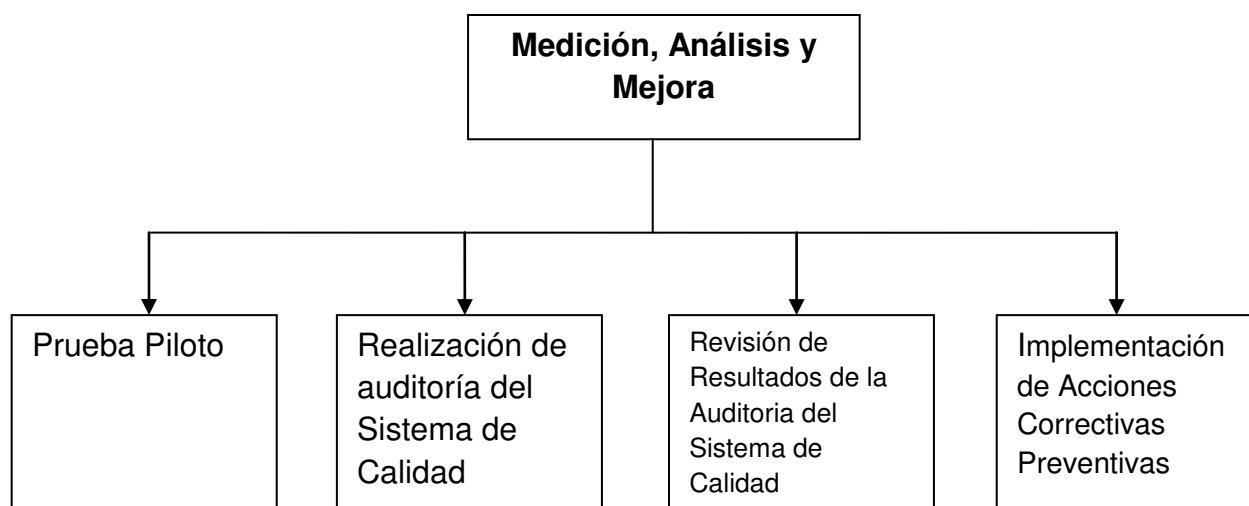 Medición, Análisis y
Mejora
Prueba Piloto
Realización de
auditoría del
Sistema de
Calidad
Revisión de
Resultados de la
Auditoria del
Sistema de
Calidad
Implementación
de Acciones
Correctivas
Preventivas